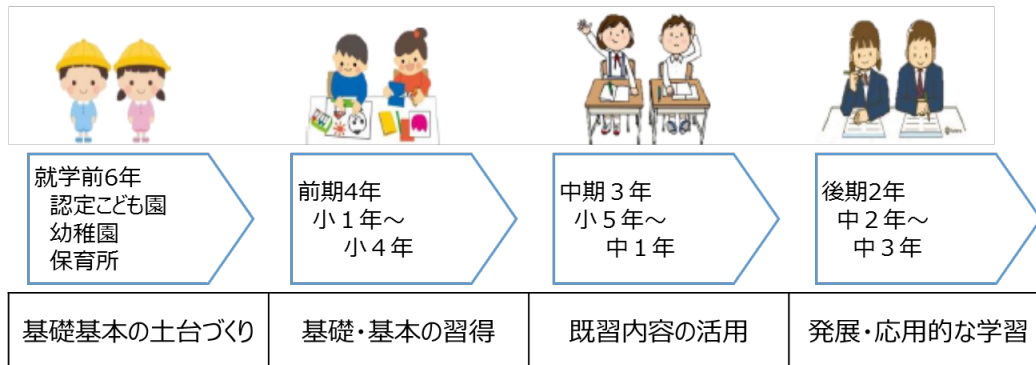 就学前6年
認定こども園
幼稚園
保育所
前期4年
小１年～
小４年
中期３年
小５年～
中１年
後期2年
中２年～
中３年
基礎基本の土台づくり
基礎・基本の習得
既習内容の活用
発展・応用的な学習